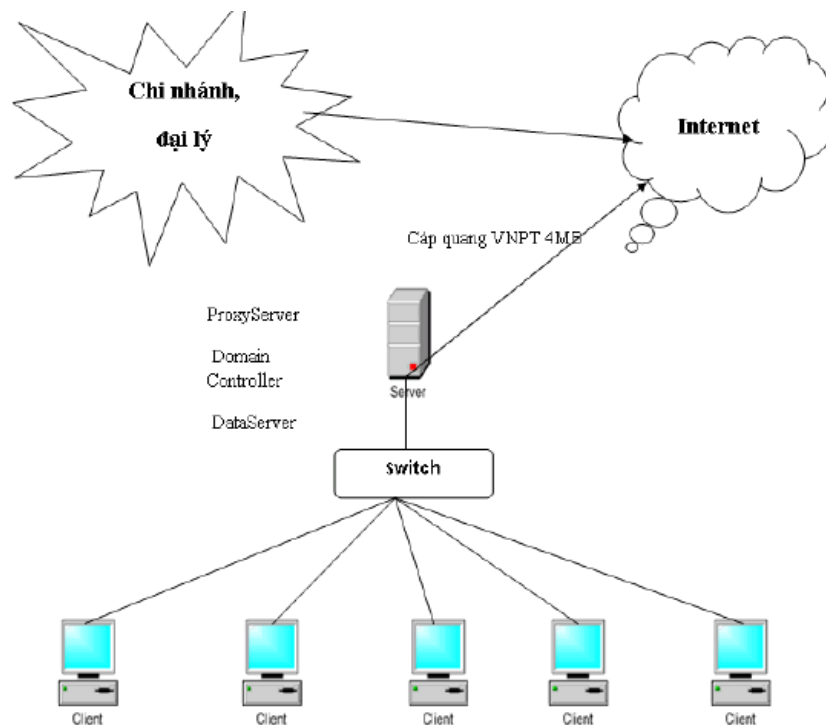 Chi nhánh,
đại lý
Internet
Cáp quang VNPT 4MB
ProxyServer
Domain
Controller
Server
DataServer
Switch
Client
Client
Client
Client
Client